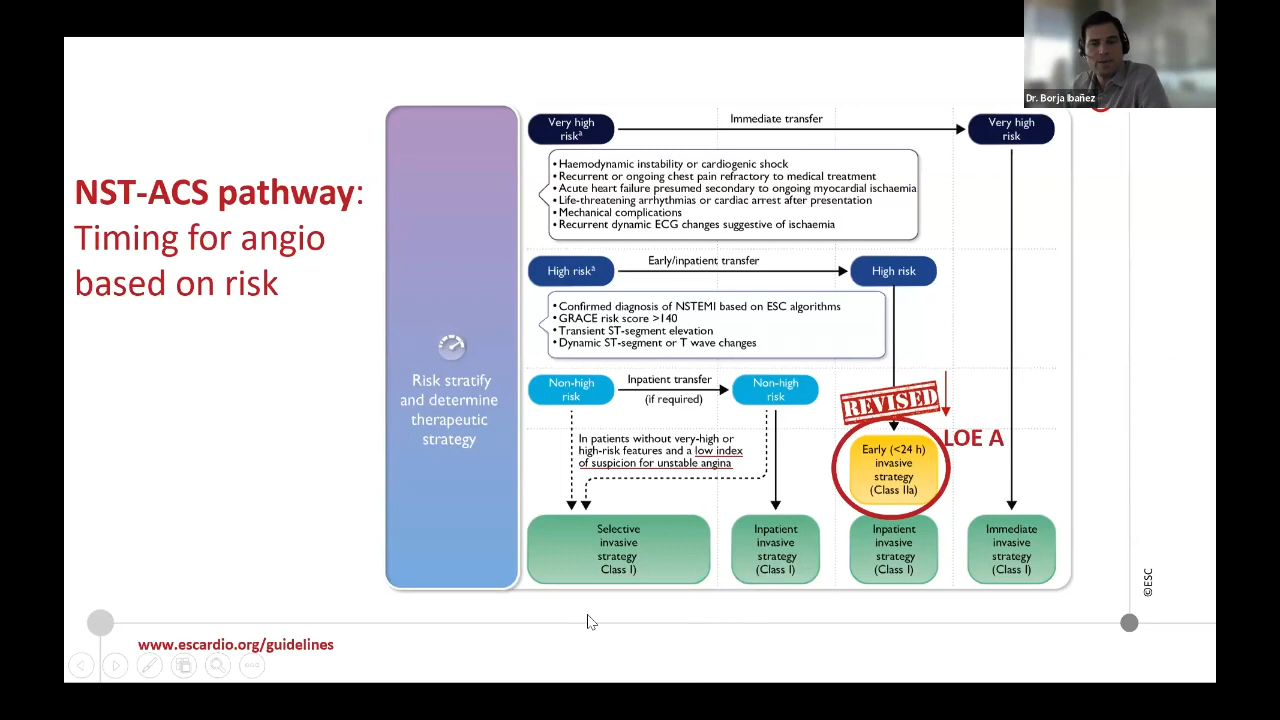 Dr. Borja Ibañez
NST-ACS pathway:
Timing for angio
based on risk
Risk stratify
and determine
therapeutic
strategy
Very high
riskᵃ
Immediate transfer
Very high
risk
• Haemodynamic instability or cardiogenic shock
• Recurrent or ongoing chest pain refractory to medical treatment
• Acute heart failure presumed secondary to ongoing myocardial ischaemia
• Life-threatening arrhythmias or cardiac arrest after presentation
• Mechanical complications
• Recurrent dynamic ECG changes suggestive of ischaemia
High riskᵃ
Early/inpatient transfer
High risk
• Confirmed diagnosis of NSTEMI based on ESC algorithms
• GRACE risk score >140
• Transient ST-segment elevation
• Dynamic ST-segment or T wave changes
Non-high
risk
Inpatient transfer
(if required)
Non-high
risk
REVISED
LOE A
In patients without very-high or
high-risk features and a low index
of suspicion for unstable angina
Early (<24 h)
invasive
strategy
(Class IIa)
Selective
invasive
strategy
Class I)
Inpatient
invasive
strategy
(Class I)
Inpatient
invasive
strategy
(Class I)
Immediate
invasive
strategy
(Class I)
©ESC
www.escardio.org/guidelines